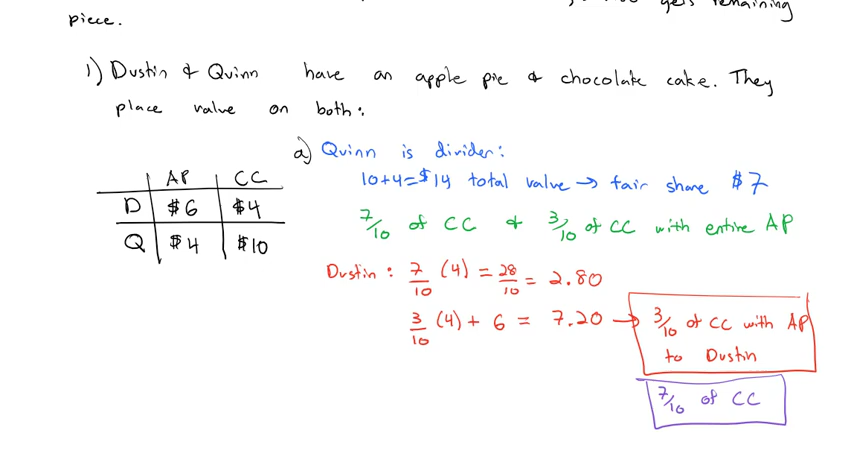 gets remaining
piece.
1) Dustin & Quinn have an apple pie & chocolate cake. They
place value on both:
a) Quinn is divider:
10+4=$14 total value → fair share $7
AP CC
D $6 $4
Q $4 $10
7/10 of CC & 3/10 of CC with entire AP
Dustin: 7/10 (4) = 28/10 = 2.80
3/10 (4) + 6 = 7.20 → 3/10 of CC with AP
to Dustin
7/10 of CC